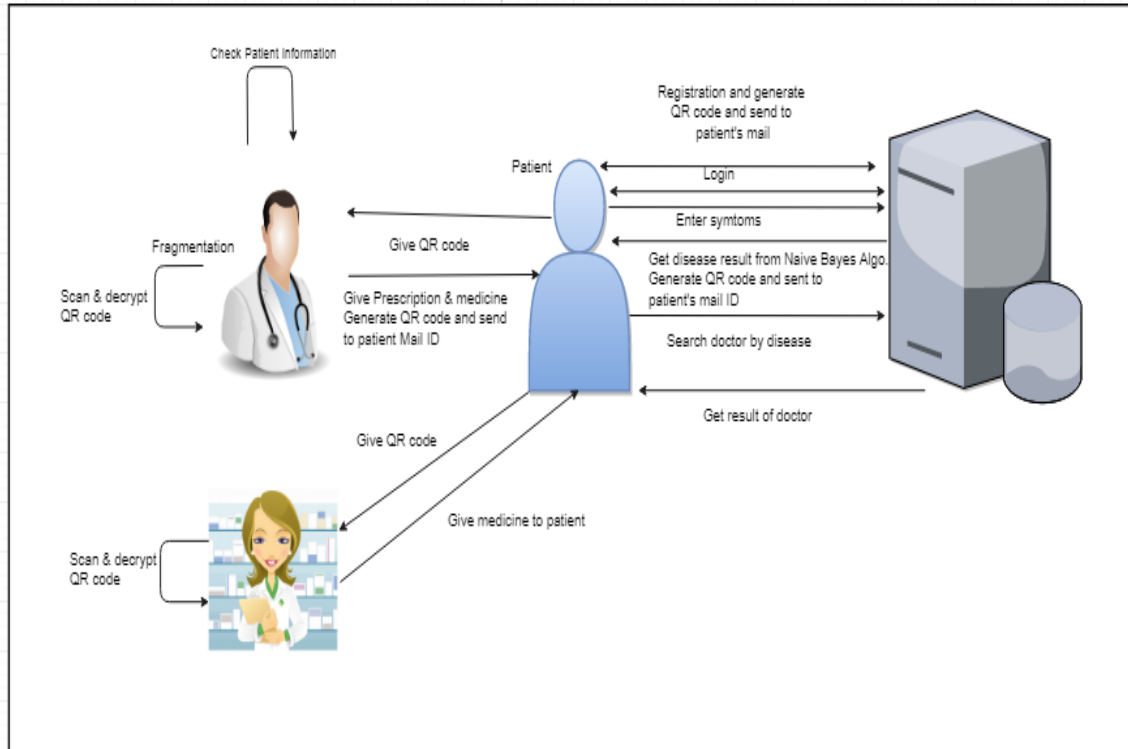 Check Patient Information
Registration and generate
QR code and send to
patient's mail
Patient
Login
Enter symtoms
Fragmentation
Give QR code
Scan & decrypt
QR code
Give Prescription & medicine
Generate QR code and send
to patient Mail ID
Get disease result from Naive Bayes Algo.
Generate QR code and sent to
patient's mail ID
Search doctor by disease
Get result of doctor
Give QR code
Give medicine to patient
Scan & decrypt
QR code